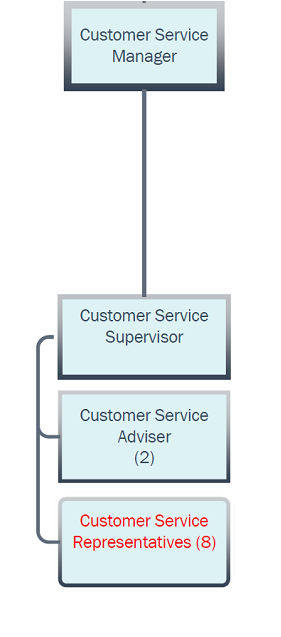 Customer Service
Manager
Customer Service
Supervisor
Customer Service
Adviser
(2)
Customer Service
Representatives (8)